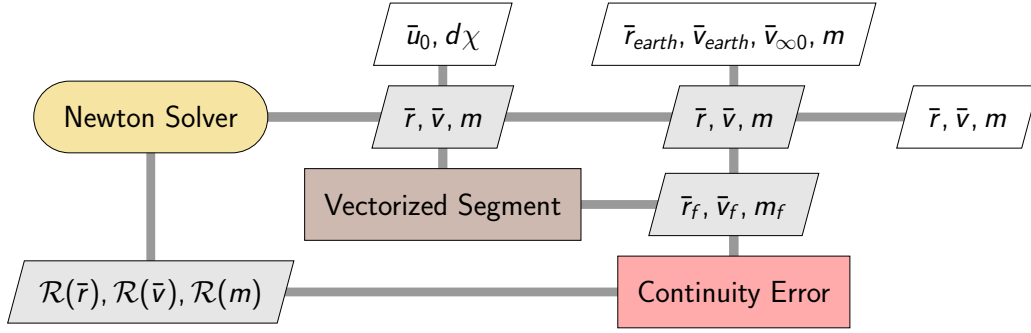 ū₀, dχ
r̄_earth, v̄_earth, v̄_∞0, m
Newton Solver
r̄, v̄, m
r̄, v̄, m
r̄, v̄, m
Vectorized Segment
r̄_f, v̄_f, m_f
ℛ(r̄), ℛ(v̄), ℛ(m)
Continuity Error